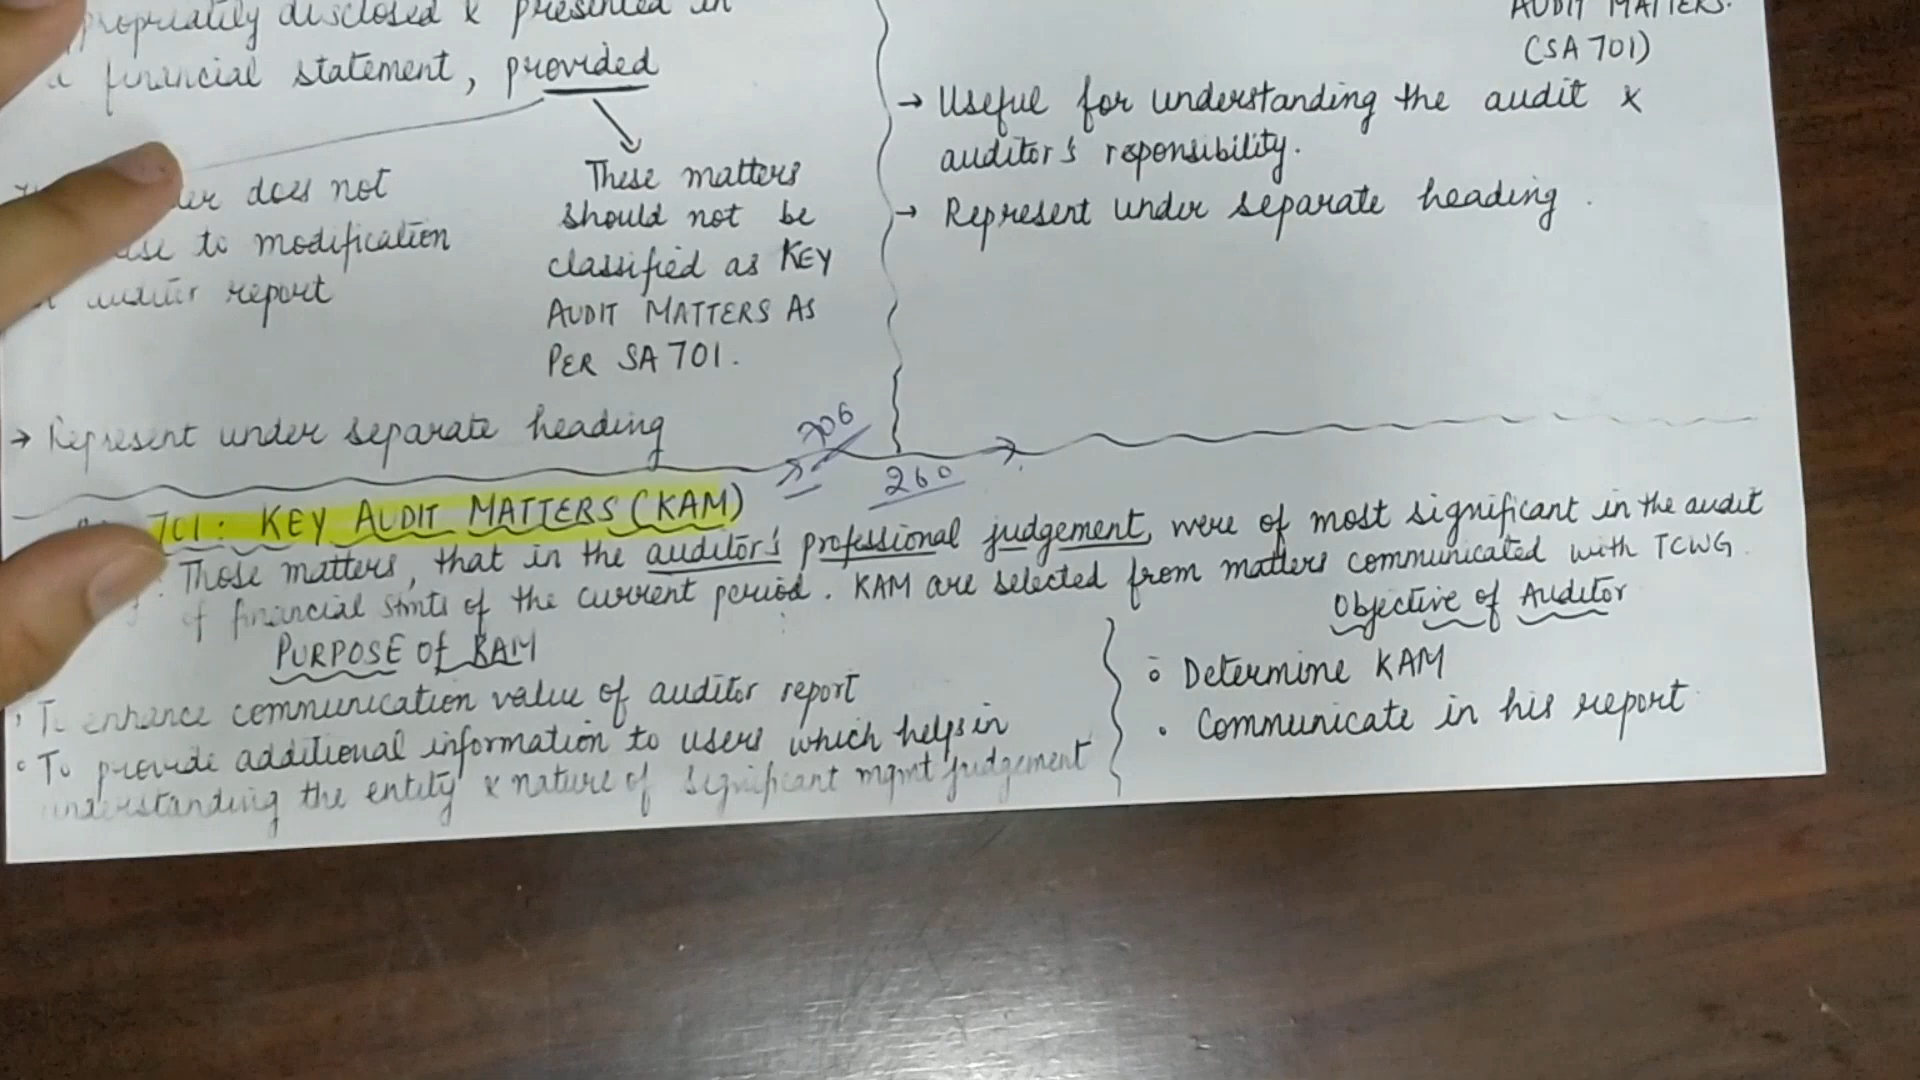 propriately disclosed & presented in
financial statement, provided
does not
to modification
report
These matters
should not be
classified as KEY
AUDIT MATTERS AS
PER SA 701.
→ Represent under separate heading
AUDIT MATTERS.
(SA 701)
→ Useful for understanding the audit &
auditor's reponsibility.
→ Represent under separate heading.
706
260
701: KEY AUDIT MATTERS (KAM)
Those matters, that in the auditor's professional judgement, were of most significant in the audit
of financial stmts of the current period. KAM are selected from matters communicated with TCWG.
PURPOSE Of KAM
To enhance communication value of auditor report
• To provide additional information to users which helps in
understanding the entity & nature of significant mgmt judgement
Objective of Auditor
• Determine KAM
• Communicate in his report